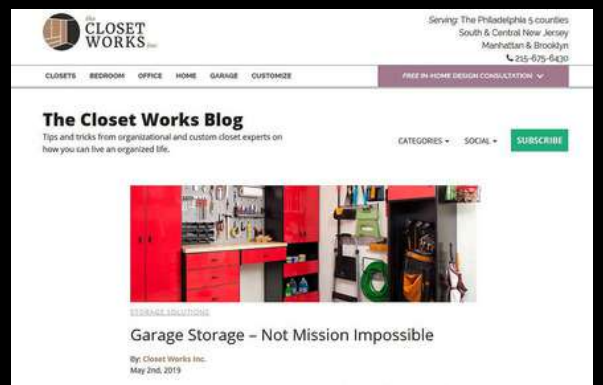 the
CLOSET
WORKS inc
Serving: The Philadelphia 5 counties
South & Central New Jersey
Manhattan & Brooklyn
215-675-6430
CLOSETS BEDROOM OFFICE HOME GARAGE CUSTOMIZE
FREE IN-HOME DESIGN CONSULTATION
The Closet Works Blog
Tips and tricks from organizational and custom closet experts on
how you can live an organized life.
CATEGORIES SOCIAL SUBSCRIBE
STORAGE SOLUTIONS
Garage Storage – Not Mission Impossible
By: Closet Works Inc.
May 2nd, 2019